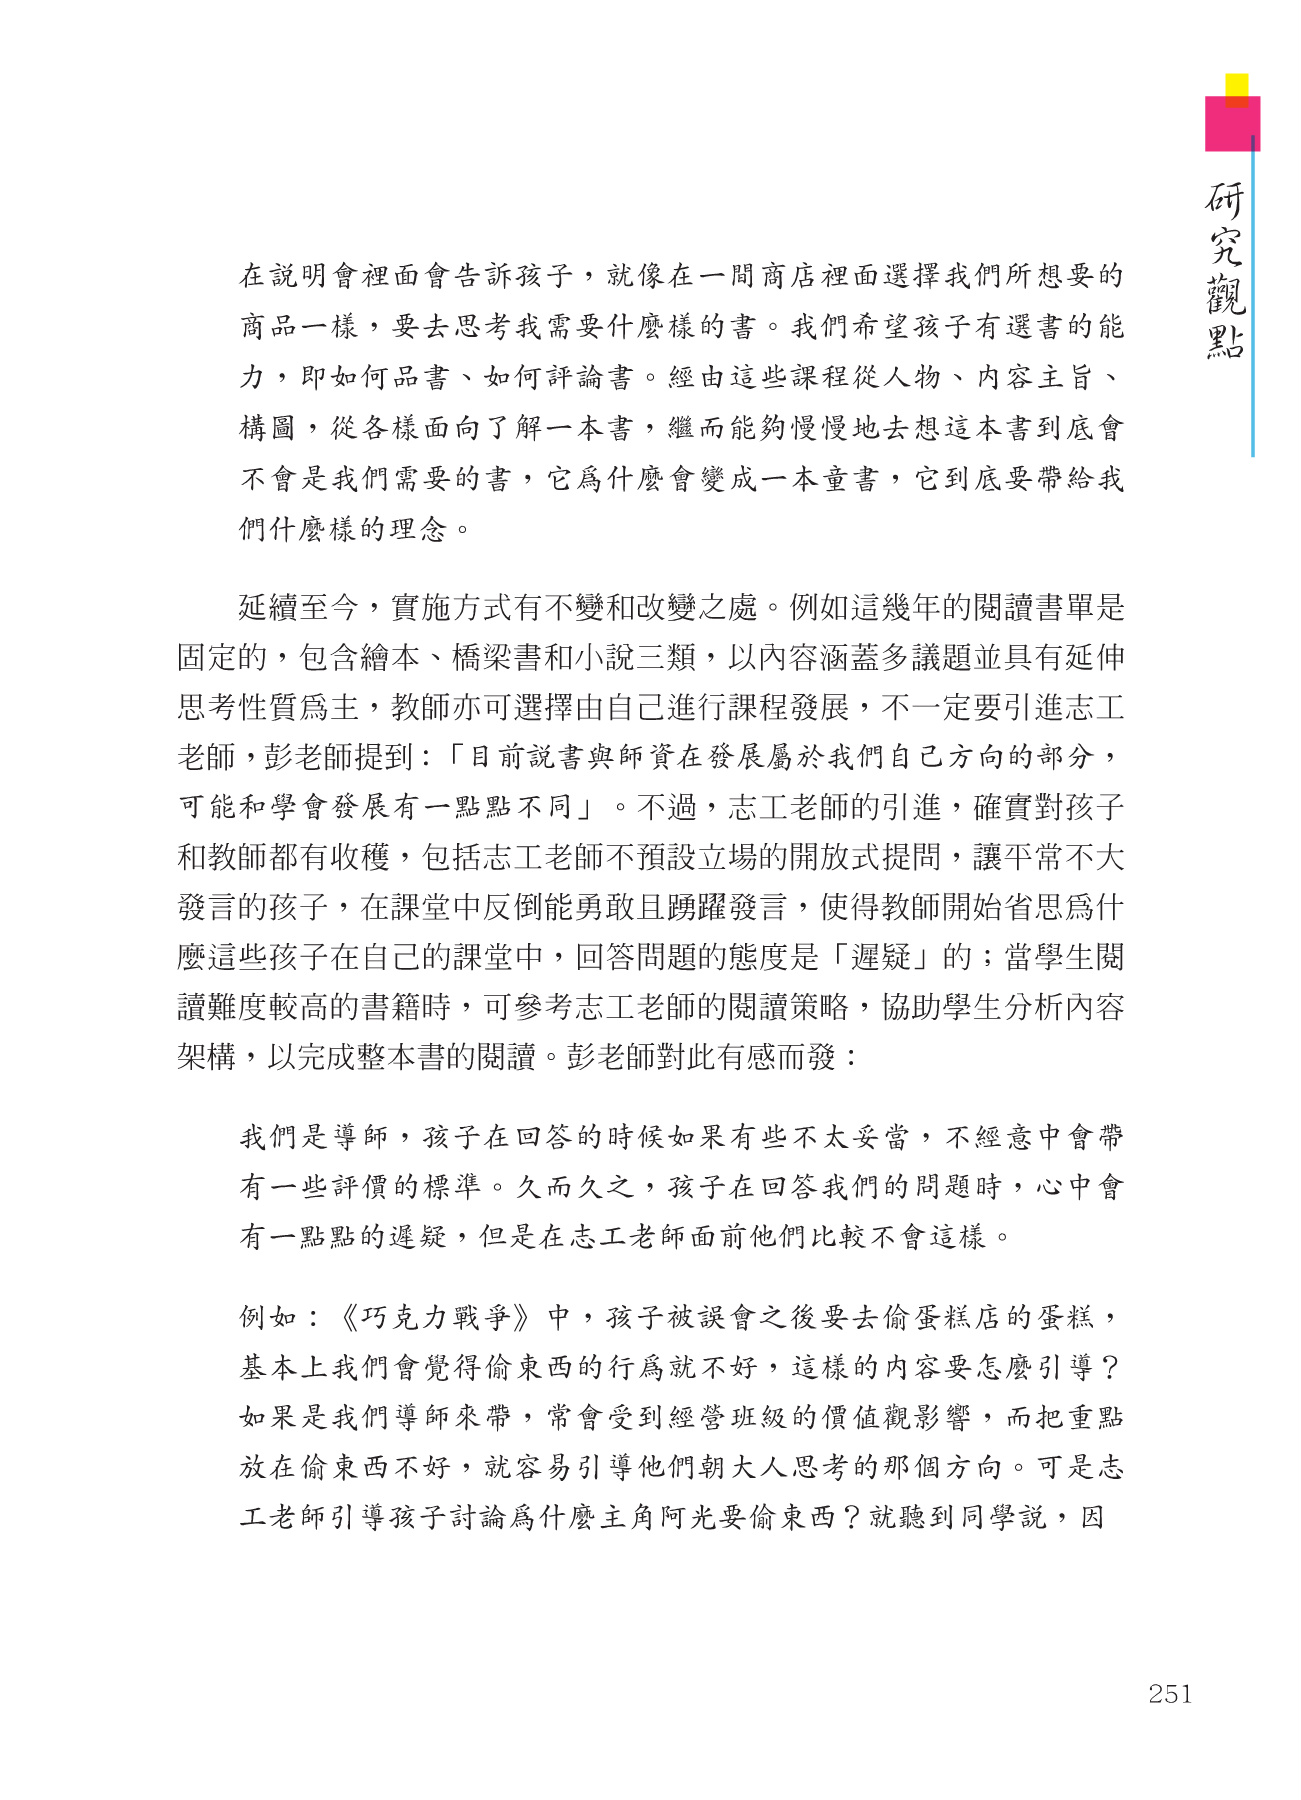 研究觀點
在說明會裡面會告訴孩子，就像在一間商店裡面選擇我們所想要的
商品一樣，要去思考我需要什麼樣的書。我們希望孩子有選書的能
力，即如何品書、如何評論書。經由這些課程從人物、內容主旨、
構圖，從各樣面向了解一本書，繼而能夠慢慢地去想這本書到底會
不會是我們需要的書，它為什麼會變成一本童書，它到底要帶給我
們什麼樣的理念。
延續至今，實施方式有不變和改變之處。例如這幾年的閱讀書單是
固定的，包含繪本、橋梁書和小說三類，以內容涵蓋多議題並具有延伸
思考性質為主，教師亦可選擇由自己進行課程發展，不一定要引進志工
老師，彭老師提到：「目前說書與師資在發展屬於我們自己方向的部分，
可能和學會發展有一點點不同」。不過，志工老師的引進，確實對孩子
和教師都有收穫，包括志工老師不預設立場的開放式提問，讓平常不大
發言的孩子，在課堂中反倒能勇敢且踴躍發言，使得教師開始省思為什
麼這些孩子在自己的課堂中，回答問題的態度是「遲疑」的；當學生閱
讀難度較高的書籍時，可參考志工老師的閱讀策略，協助學生分析內容
架構，以完成整本書的閱讀。彭老師對此有感而發：
我們是導師，孩子在回答的時候如果有些不太妥當，不經意中會帶
有一些評價的標準。久而久之，孩子在回答我們的問題時，心中會
有一點點的遲疑，但是在志工老師面前他們比較不會這樣。
例如：《巧克力戰爭》中，孩子被誤會之後要去偷蛋糕店的蛋糕，
基本上我們會覺得偷東西的行為就不好，這樣的內容要怎麼引導？
如果是我們導師來帶，常會受到經營班級的價值觀影響，而把重點
放在偷東西不好，就容易引導他們朝大人思考的那個方向。可是志
工老師引導孩子討論為什麼主角阿光要偷東西？就聽到同學說，因
251